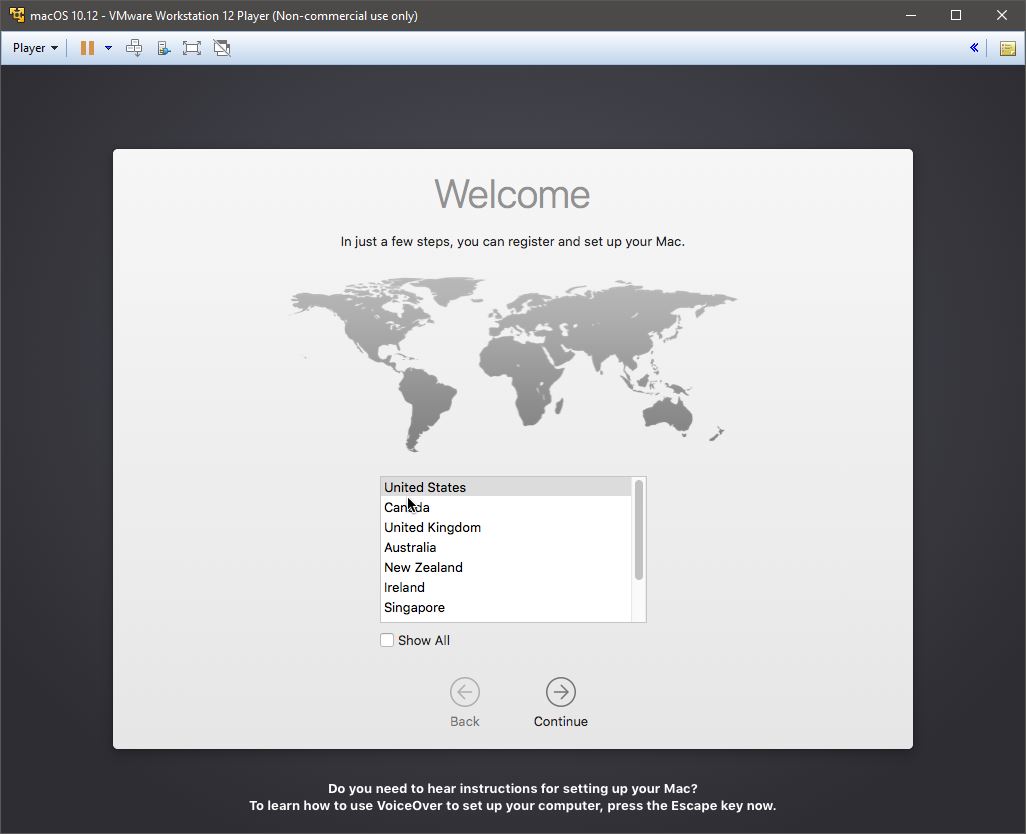 macOS 10.12 - VMware Workstation 12 Player (Non-commercial use only)
Player
Welcome
In just a few steps, you can register and set up your Mac.
United States
Canada
United Kingdom
Australia
New Zealand
Ireland
Singapore
Show All
Back
Continue
Do you need to hear instructions for setting up your Mac?
To learn how to use VoiceOver to set up your computer, press the Escape key now.